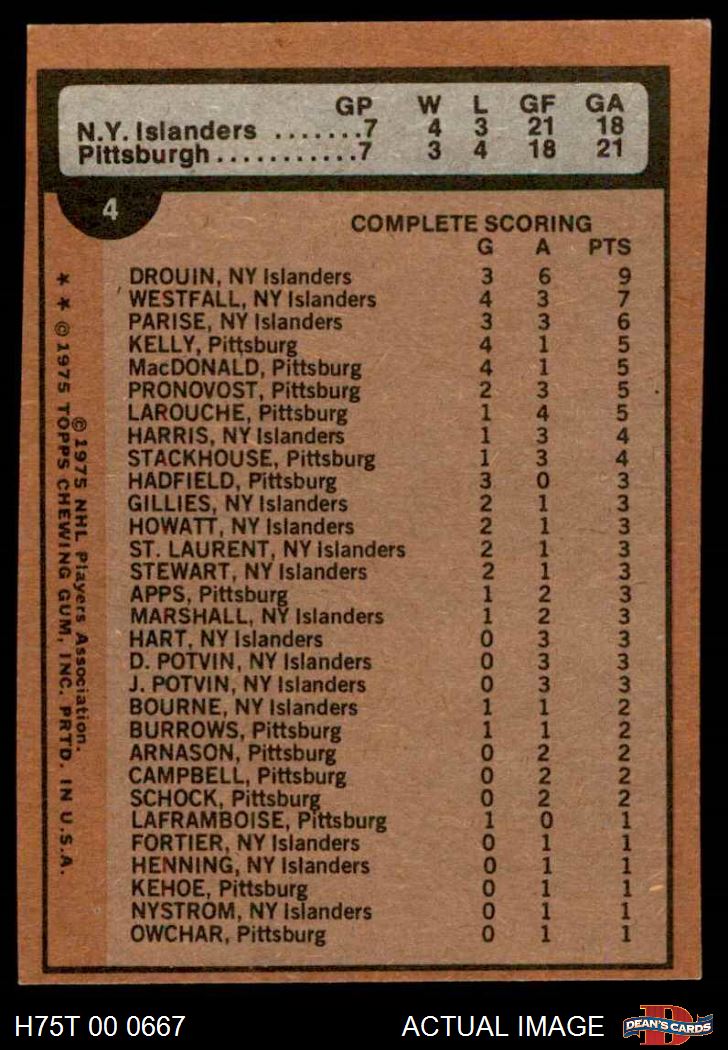 GP W L GF GA
N.Y. Islanders .......7 4 3 21 18
Pittsburgh...........7 3 4 18 21
4
COMPLETE SCORING
G A PTS
DROUIN, NY Islanders 3 6 9
WESTFALL, NY Islanders 4 3 7
PARISE, NY Islanders 3 3 6
KELLY, Pittsburg 4 1 5
MacDONALD, Pittsburg 4 1 5
PRONOVOST, Pittsburg 2 3 5
LAROUCHE, Pittsburg 1 4 5
HARRIS, NY Islanders 1 3 4
STACKHOUSE, Pittsburg 1 3 4
HADFIELD, Pittsburg 3 0 3
GILLIES, NY Islanders 2 1 3
HOWATT, NY Islanders 2 1 3
ST. LAURENT, NY Islanders 2 1 3
STEWART, NY Islanders 2 1 3
APPS, Pittsburg 1 2 3
MARSHALL, NY Islanders 1 2 3
HART, NY Islanders 0 3 3
D. POTVIN, NY Islanders 0 3 3
J. POTVIN, NY Islanders 0 3 3
BOURNE, NY Islanders 1 1 2
BURROWS, Pittsburg 1 1 2
ARNASON, Pittsburg 0 2 2
CAMPBELL, Pittsburg 0 2 2
SCHOCK, Pittsburg 0 2 2
LAFRAMBOISE, Pittsburg 1 0 1
FORTIER, NY Islanders 0 1 1
HENNING, NY Islanders 0 1 1
KEHOE, Pittsburg 0 1 1
NYSTROM, NY Islanders 0 1 1
OWCHAR, Pittsburg 0 1 1
© 1975 NHL Players Association.
★ ★ © 1975 TOPPS CHEWING GUM, INC. PRTD. IN U.S.A.
H75T 00 0667 ACTUAL IMAGE
D
DEAN'S CARDS